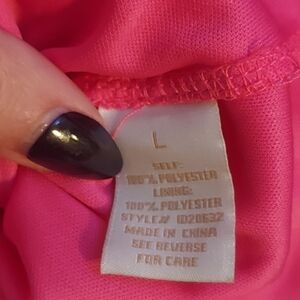 L
SELF:
100% POLYESTER
LINING:
100% POLYESTER
STYLE# ID20632
MADE IN CHINA
SEE REVERSE
FOR CARE